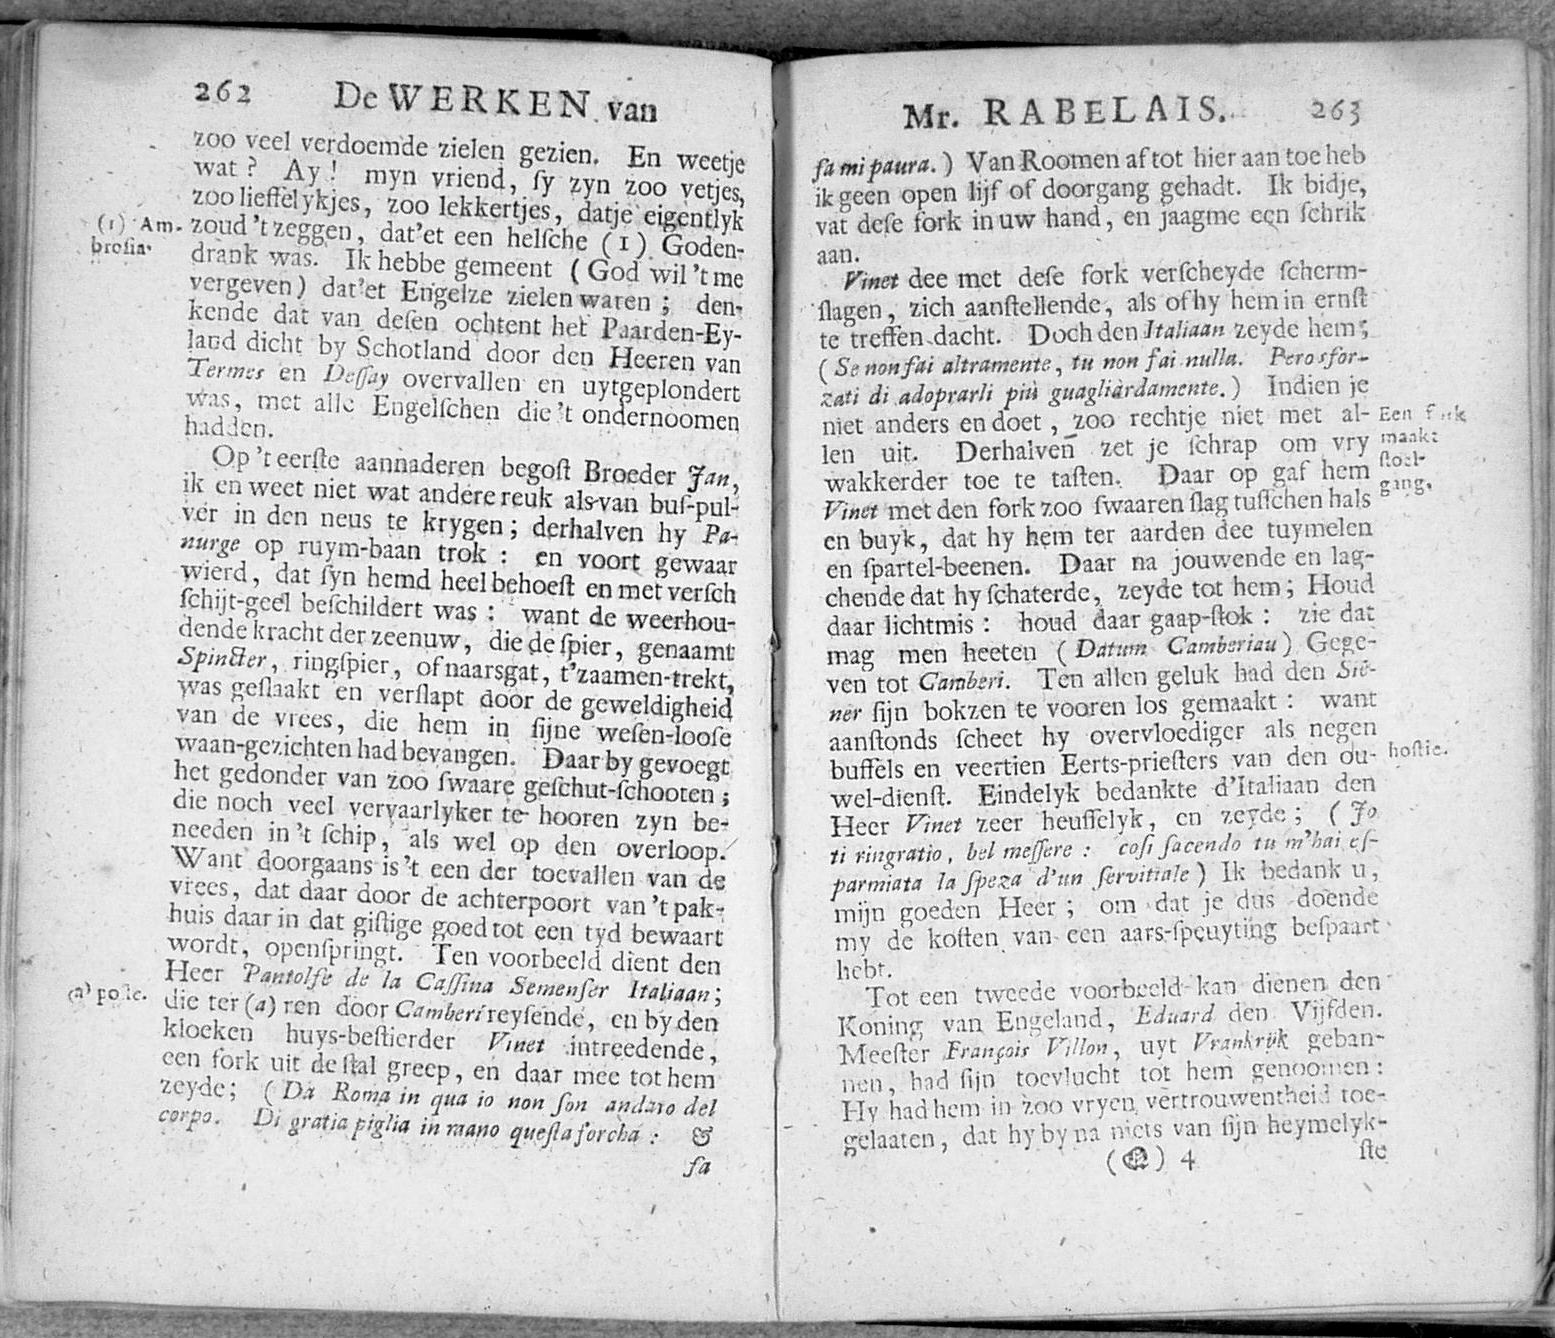 262 De WERKEN van
zoo veel verdoemde zielen gezien. En weetje
wat? Ay! myn vriend, ſy zyn zoo vetjes,
zoo lieffelykjes, zoo lekkertjes, datje eigentlyk
(1) Am-
brosia.
zoud 't zeggen, dat'et een helſche (1) Goden-
drank was. Ik hebbe gemeent (God wil 't me
vergeven) dat'et Engelze zielen waren; den-
kende dat van deſen ochtent het Paarden-Ey-
land dicht by Schotland door den Heeren van
Termes en Deſſay overvallen en uytgeplondert
was, met alle Engelſchen die 't ondernoomen
hadden.
Op 't eerſte aannaderen begoſt Broeder Jan,
ik en weet niet wat andere reuk als van buſ-pul-
ver in den neus te krygen; derhalven hy Pa-
nurge op ruym-baan trok: en voort gewaar
wierd, dat ſyn hemd heel behoeſt en met verſch
ſchijt-geel beſchildert was: want de weerhou-
dende kracht der zeenuw, die de ſpier, genaamt
Spincter, ringſpier, of naarsgat, t'zaamen-trekt,
was geſlaakt en verſlapt door de geweldigheid
van de vrees, die hem in ſijne weſen-looſe
waan-gezichten had bevangen. Daar by gevoegt
het gedonder van zoo ſwaare geſchut-ſchooten;
die noch veel vervaarlyker te hooren zyn be-
needen in 't ſchip, als wel op den overloop.
Want doorgaans is 't een der toevallen van de
vrees, dat daar door de achterpoort van 't pak-
huis daar in dat giſtige goed tot een tyd bewaart
wordt, openſpringt. Ten voorbeeld dient den
Heer Pantolfe de la Caſſina Semenſer Italiaan;
(a) poſte.
die ter (a) ren door Camberi reyſende, en by den
kloeken huys-beſtierder Vinet intreedende,
een fork uit de ſtal greep, en daar mee tot hem
zeyde; (Da Roma in qua io non ſon andato del
corpo. Di gratia piglia in mano queſta forcha: &
fa
Mr. RABELAIS. 263
fa mi paura.) Van Roomen af tot hier aan toe heb
ik geen open lijf of doorgang gehadt. Ik bidje,
vat deſe fork in uw hand, en jaagme een ſchrik
aan.
Vinet dee met deſe fork verſcheyde ſcherm-
ſlagen, zich aanſtellende, als of hy hem in ernſt
te treffen dacht. Doch den Italiaan zeyde hem;
(Se non fai altramente, tu non fai nulla. Pero sfor-
zati di adoprarli più guagliàrdamente.) Indien je
niet anders en doet, zoo rechtje niet met al-
len uit. Derhalven zet je ſchrap om vry
wakkerder toe te taſten. Daar op gaf hem
Een fork
maakt
ſtoel-
gang.
Vinet met den fork zoo ſwaaren ſlag tuſſchen hals
en buyk, dat hy hem ter aarden dee tuymelen
en ſpartel-beenen. Daar na jouwende en lag-
chende dat hy ſchaterde, zeyde tot hem; Houd
daar lichtmis: houd daar gaap-ſtok: zie dat
mag men heeten (Datum Camberiau) Gege-
ven tot Camberi. Ten allen geluk had den Sië-
ner ſijn bokzen te vooren los gemaakt: want
aanſtonds ſcheet hy overvloediger als negen
buffels en veertien Eerts-prieſters van den ou-
hoſtie.
wel-dienſt. Eindelyk bedankte d'Italiaan den
Heer Vinet zeer heuſſelyk, en zeyde; (Jo
ti ringratio, bel meſſere: coſi facendo tu m'hai eſ-
parmiata la ſpeza d'un ſervitiale) Ik bedank u,
mijn goeden Heer; om dat je dus doende
my de koſten van een aars-ſpeuyting beſpaart
hebt.
Tot een tweede voorbeeld kan dienen den
Koning van Engeland, Eduard den Vijfden.
Meeſter François Villon, uyt Vrankrijk geban-
nen, had ſijn toevlucht tot hem genoomen:
Hy had hem in zoo vryen vertrouwentheid toe-
gelaaten, dat hy by na niets van ſijn heymelyk-
4 ſte